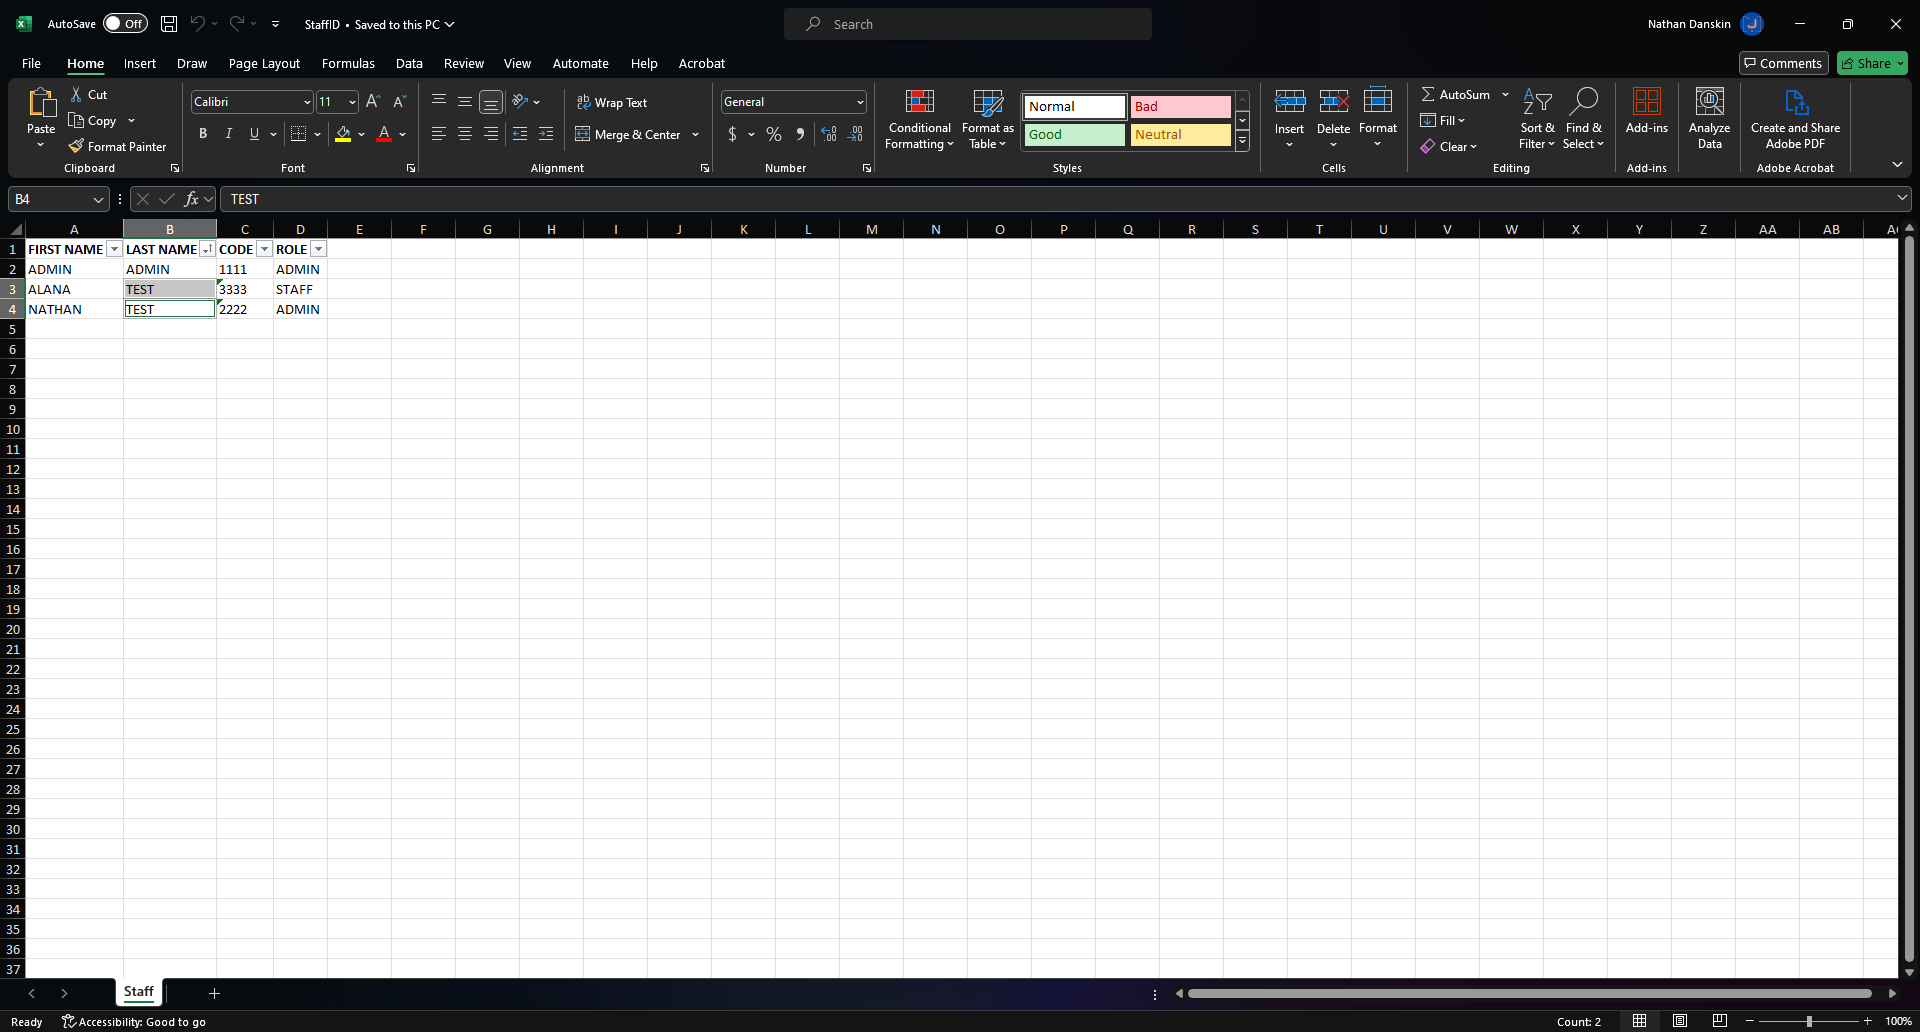 AutoSave Off StaffID • Saved to this PC Search Nathan Danskin
File Home Insert Draw Page Layout Formulas Data Review View Automate Help Acrobat Comments Share
Paste Cut Copy Format Painter Clipboard
Calibri 11 B I U A Font
ab Wrap Text Merge & Center Alignment
General $ % Number
Conditional Formatting Format as Table Normal Bad Good Neutral Styles
Insert Delete Format Cells
AutoSum Fill Clear Sort & Filter Find & Select Editing
Add-ins Add-ins
Analyze Data
Create and Share Adobe PDF Adobe Acrobat
B4 fx TEST
A B C D E F G H I J K L M N O P Q R S T U V W X Y Z AA AB
1 FIRST NAME LAST NAME CODE ROLE
2 ADMIN ADMIN 1111 ADMIN
3 ALANA TEST 3333 STAFF
4 NATHAN TEST 2222 ADMIN
5
6
7
8
9
10
11
12
13
14
15
16
17
18
19
20
21
22
23
24
25
26
27
28
29
30
31
32
33
34
35
36
37
Staff
Ready Accessibility: Good to go Count: 2 100%